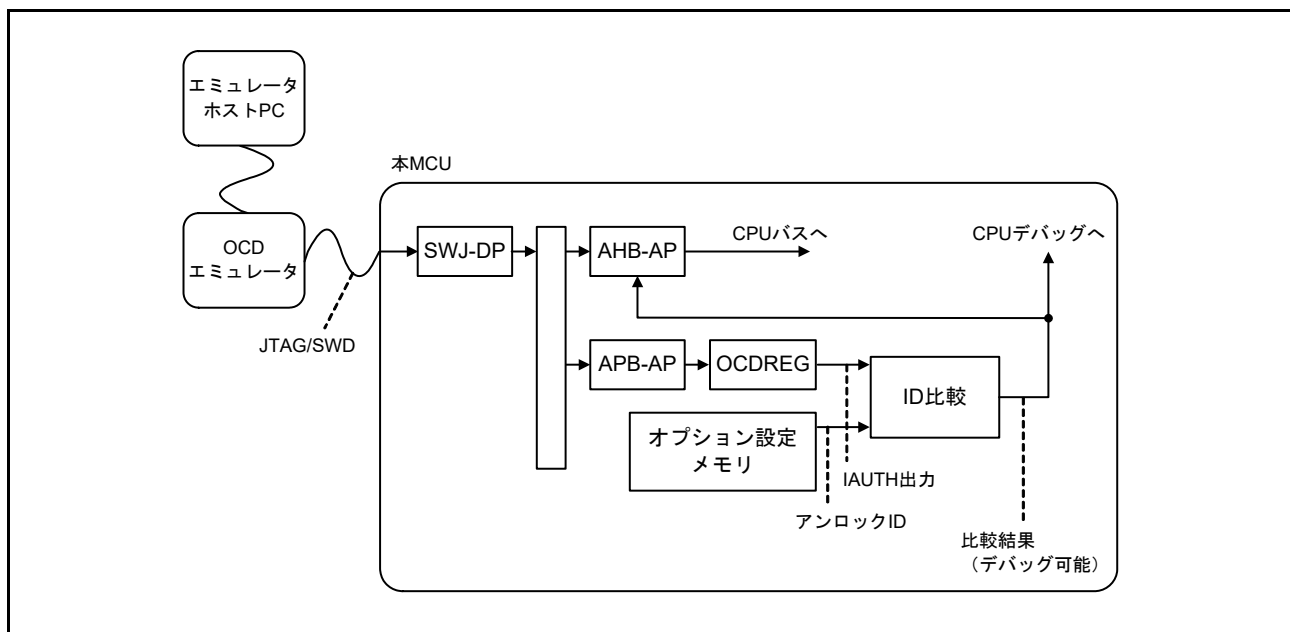 エミュレータ
ホストPC
本MCU
OCD
エミュレータ
JTAG/SWD
SWJ-DP
AHB-AP
CPUバスへ
CPUデバッグへ
APB-AP
OCDREG
ID比較
オプション設定
メモリ
IAUTH出力
アンロックID
比較結果
（デバッグ可能）